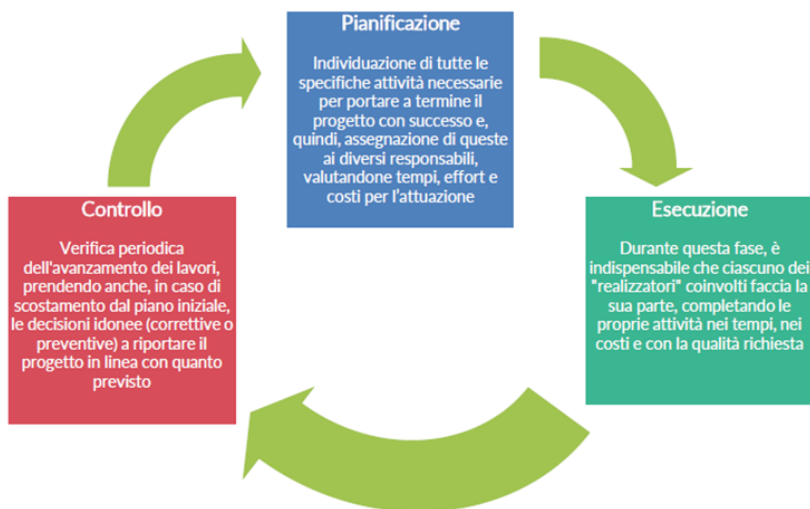 Pianificazione
Individuazione di tutte le
specifiche attività necessarie
per portare a termine il
progetto con successo e,
quindi, assegnazione di queste
ai diversi responsabili,
valutandone tempi, effort e
costi per l'attuazione
Controllo
Verifica periodica
dell'avanzamento dei lavori,
prendendo anche, in caso di
scostamento dal piano iniziale,
le decisioni idonee (correttive o
preventive) a riportare il
progetto in linea con quanto
previsto
Esecuzione
Durante questa fase, è
indispensabile che ciascuno dei
"realizzatori" coinvolti faccia la
sua parte, completando le
proprie attività nei tempi, nei
costi e con la qualità richiesta